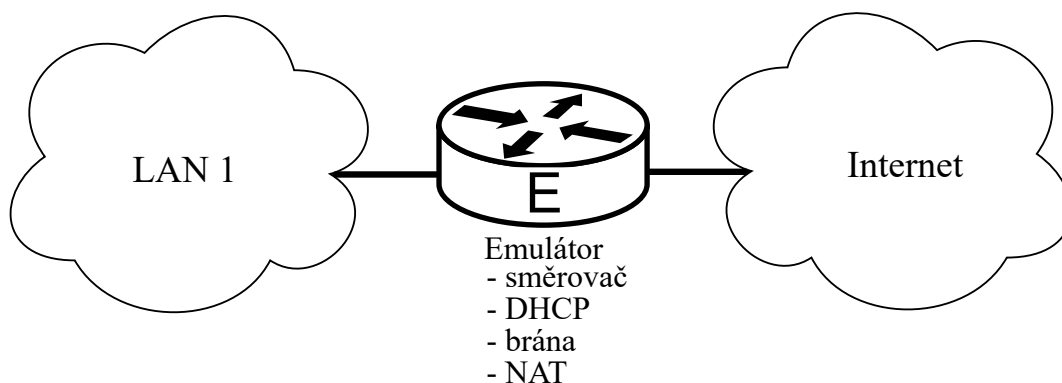 LAN 1
E
Internet
Emulátor
- směrovač
- DHCP
- brána
- NAT